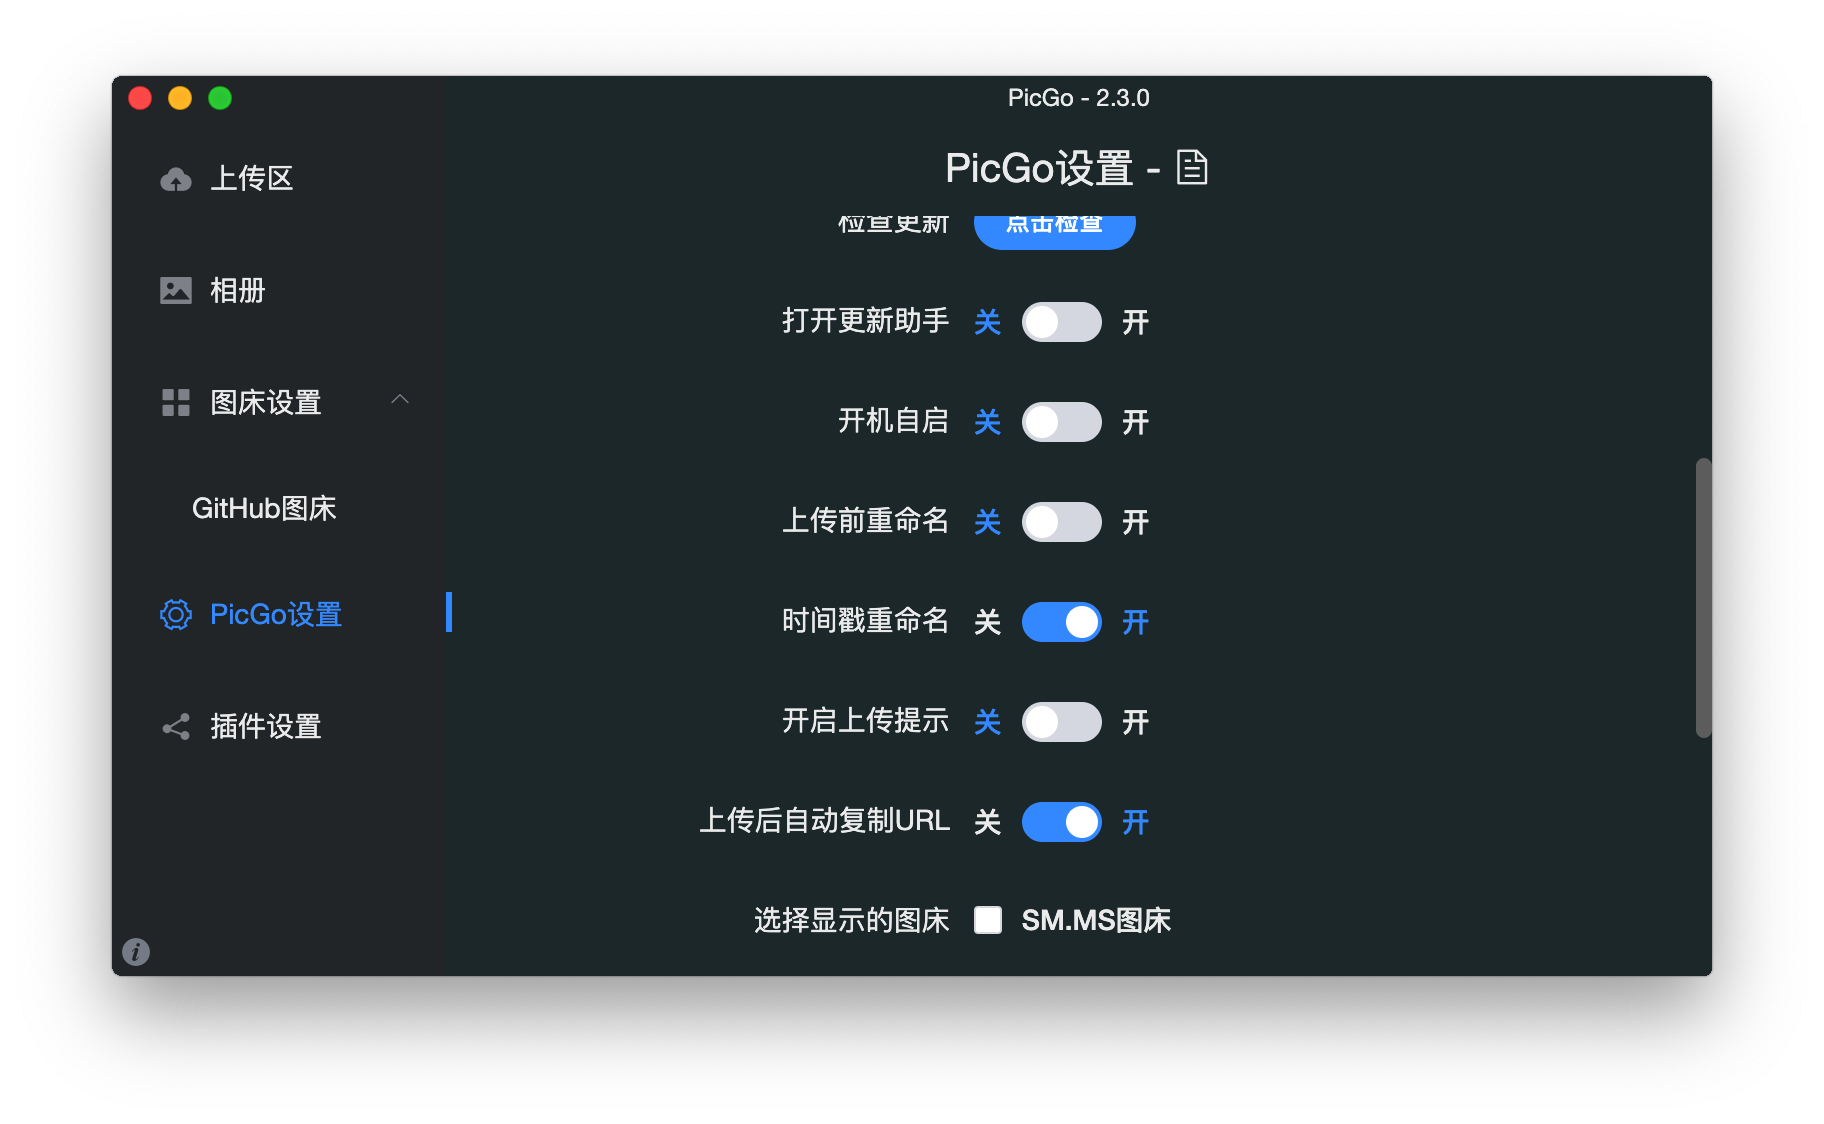 PicGo - 2.3.0
PicGo设置 -
上传区
相册
图床设置
GitHub图床
PicGo设置
插件设置
检查更新 点击检查
打开更新助手 关 开
开机自启 关 开
上传前重命名 关 开
时间戳重命名 关 开
开启上传提示 关 开
上传后自动复制URL 关 开
选择显示的图床 SM.MS图床